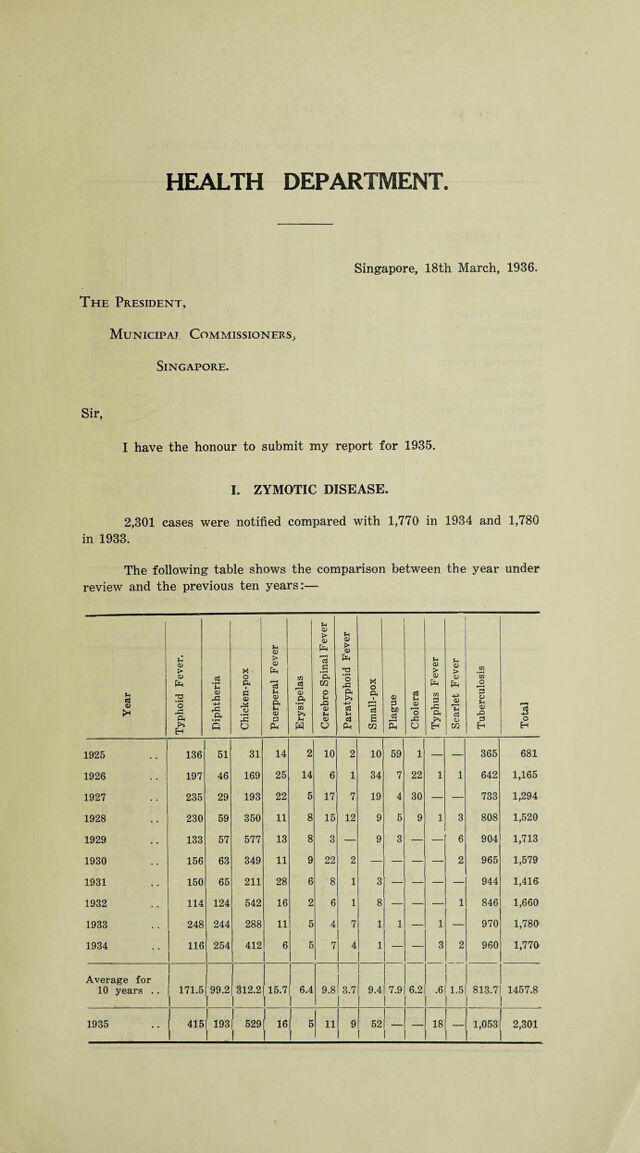 HEALTH DEPARTMENT.
Singapore, 18th March, 1936.
THE PRESIDENT,
MUNICIPAL COMMISSIONERS,
SINGAPORE.
Sir,
I have the honour to submit my report for 1935.
I. ZYMOTIC DISEASE.
2,301 cases were notified compared with 1,770 in 1934 and 1,780
in 1933.
The following table shows the comparison between the year under
review and the previous ten years:—
Year Typhoid Fever. Diphtheria Chicken-pox Puerperal Fever Erysipelas Cerebro Spinal Fever Paratyphoid Fever Small-pox Plague Cholera Typhus Fever Scarlet Fever Tuberculosis Total
1925 .. 136 51 31 14 2 10 2 10 59 1 — — 365 681
1926 .. 197 46 169 25 14 6 1 34 7 22 1 1 642 1,165
1927 .. 235 29 193 22 5 17 7 19 4 30 — — 733 1,294
1928 .. 230 59 350 11 8 15 12 9 5 9 1 3 808 1,520
1929 .. 133 57 577 13 8 3 — 9 3 — — 6 904 1,713
1930 .. 156 63 349 11 9 22 2 — — — — 2 965 1,579
1931 .. 150 65 211 28 6 8 1 3 — — — — 944 1,416
1932 .. 114 124 542 16 2 6 1 8 — — — 1 846 1,660
1933 .. 248 244 288 11 5 4 7 1 1 — 1 — 970 1,780
1934 .. 116 254 412 6 5 7 4 1 — — 3 2 960 1,770
Average for
10 years .. 171.5 99.2 312.2 15.7 6.4 9.8 3.7 9.4 7.9 6.2 .6 1.5 813.7 1457.8
1935 .. 415 193 529 16 5 11 9 52 — — 18 — 1,053 2,301